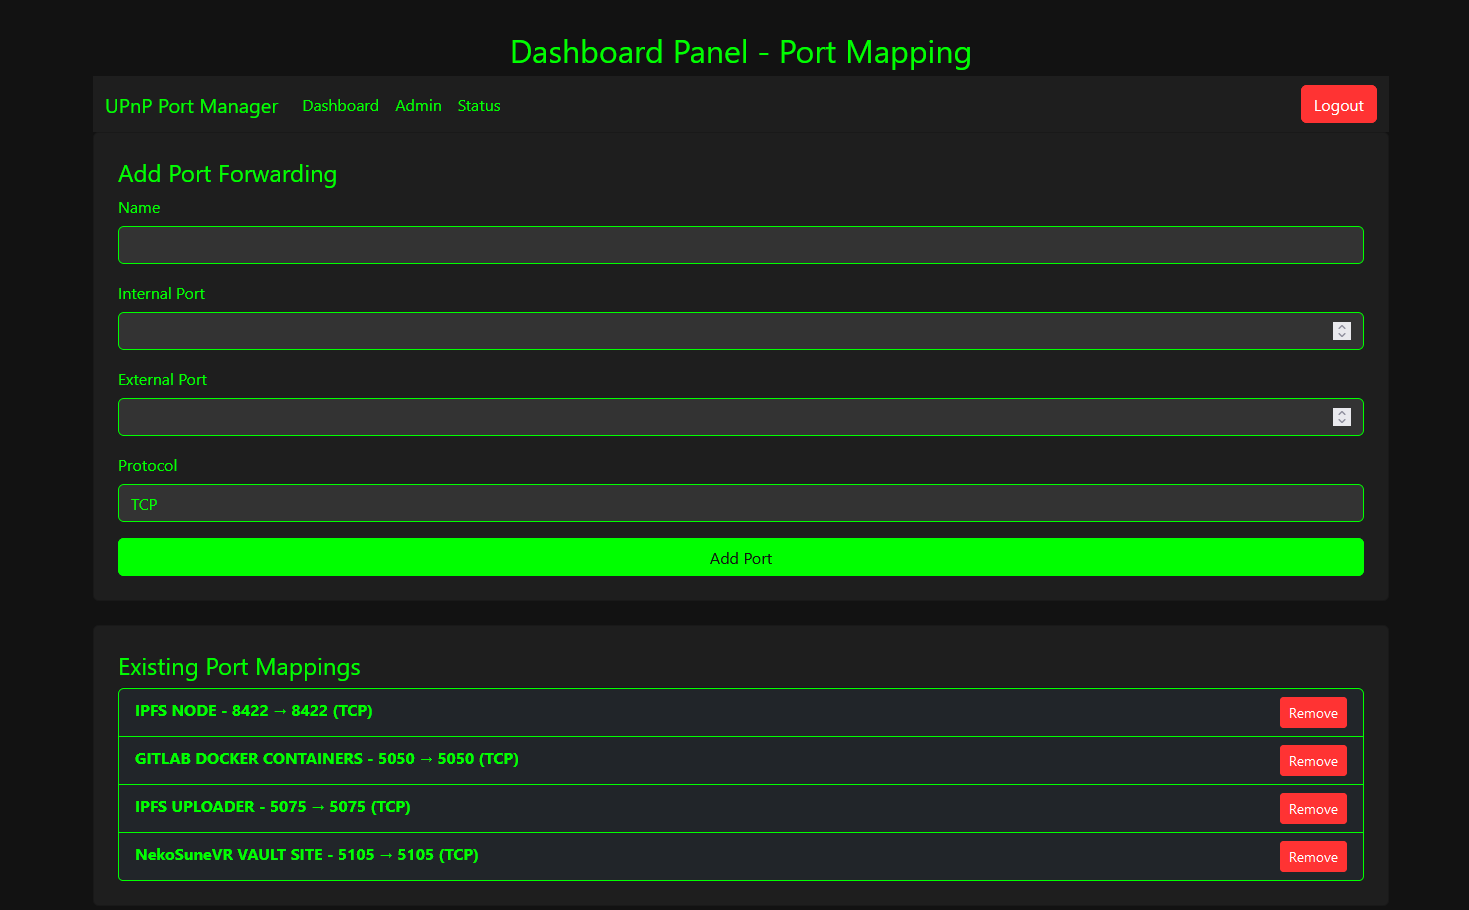 Dashboard Panel - Port Mapping
UPnP Port Manager Dashboard Admin Status Logout
Add Port Forwarding
Name
Internal Port
External Port
Protocol
TCP
Add Port
Existing Port Mappings
IPFS NODE - 8422 → 8422 (TCP) Remove
GITLAB DOCKER CONTAINERS - 5050 → 5050 (TCP) Remove
IPFS UPLOADER - 5075 → 5075 (TCP) Remove
NekoSuneVR VAULT SITE - 5105 → 5105 (TCP) Remove